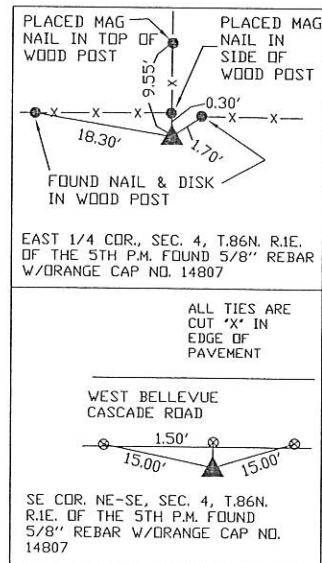 PLACED MAG
NAIL IN TOP OF
WOOD POST
PLACED MAG
NAIL IN
SIDE OF
WOOD POST
9.55'
0.30'
X
X X X X X
18.30'
1.70'
FOUND NAIL & DISK
IN WOOD POST
EAST 1/4 COR., SEC. 4, T.86N. R.1E.
OF THE 5TH P.M. FOUND 5/8" REBAR
W/ORANGE CAP NO. 14807
ALL TIES ARE
CUT "X" IN
EDGE OF
PAVEMENT
WEST BELLEVUE
CASCADE ROAD
1.50'
15.00' 15.00'
SE COR. NE-SE, SEC. 4, T.86N.
R.1E. OF THE 5TH P.M. FOUND
5/8" REBAR W/ORANGE CAP NO.
14807